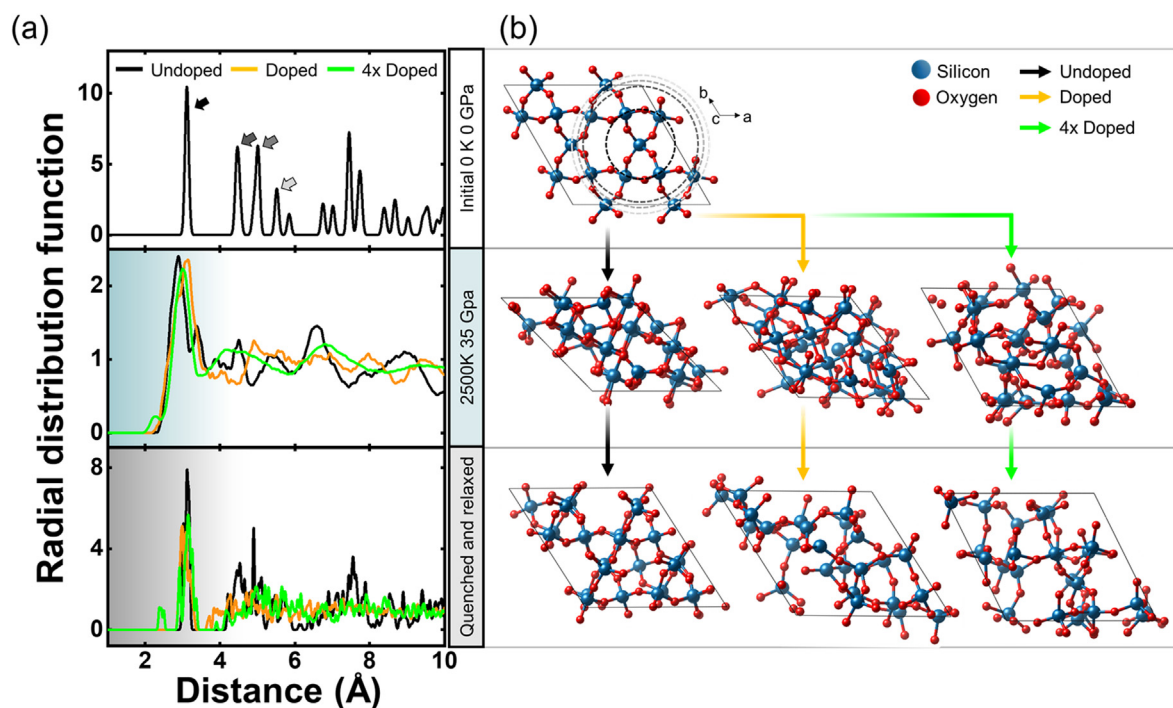 (a)
(b)
Radial distribution function
Undoped
Doped
4x Doped
10
5
0
Initial 0 K 0 GPa
b
c
a
Silicon
Oxygen
Undoped
Doped
4x Doped
2
1
0
2500K 35 Gpa
8
4
0
Quenched and relaxed
2
4
6
8
10
Distance (Å)